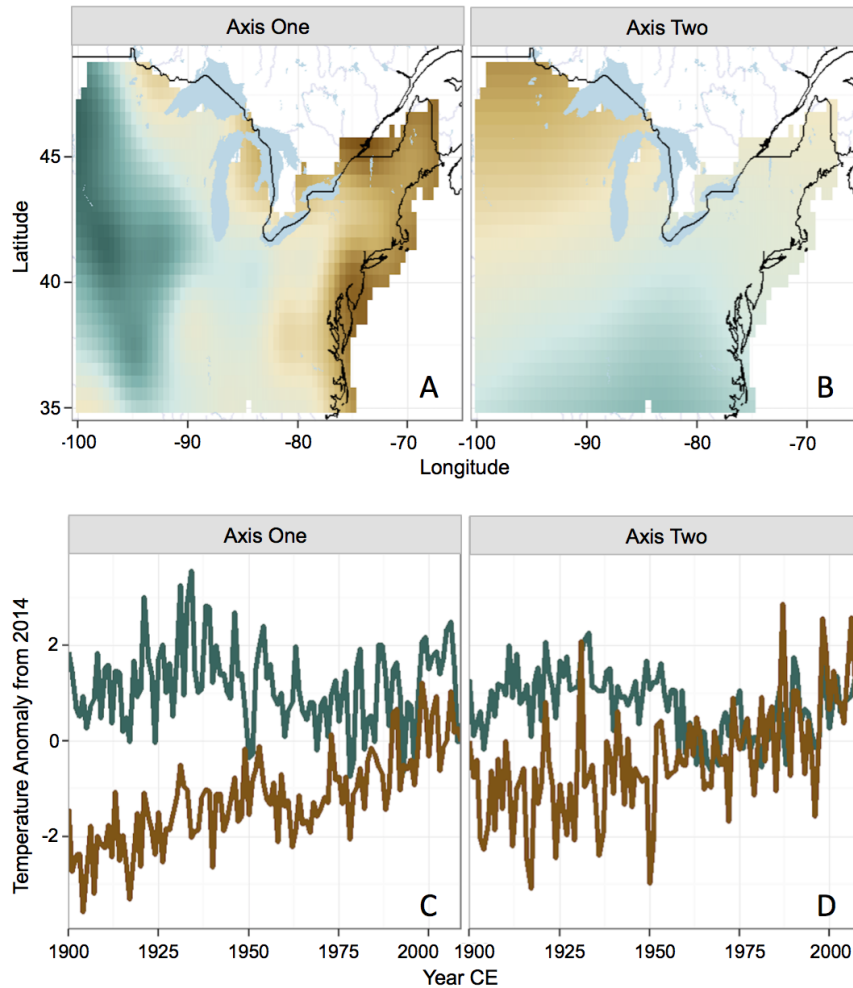 Axis One
Axis Two
45
40
35
Latitude
A
B
-100
-90
-80
-70
-100
-90
-80
-70
Longitude
Axis One
Axis Two
2
0
-2
Temperature Anomaly from 2014
C
D
1900
1925
1950
1975
2000
1900
1925
1950
1975
2000
Year CE